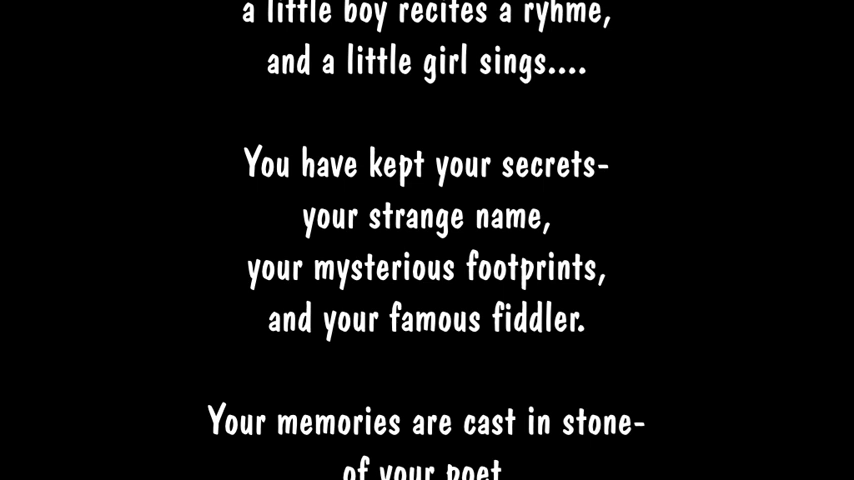 a little boy recites a ryhme,
and a little girl sings....
You have kept your secrets-
your strange name,
your mysterious footprints,
and your famous fiddler.
Your memories are cast in stone-
of your poet